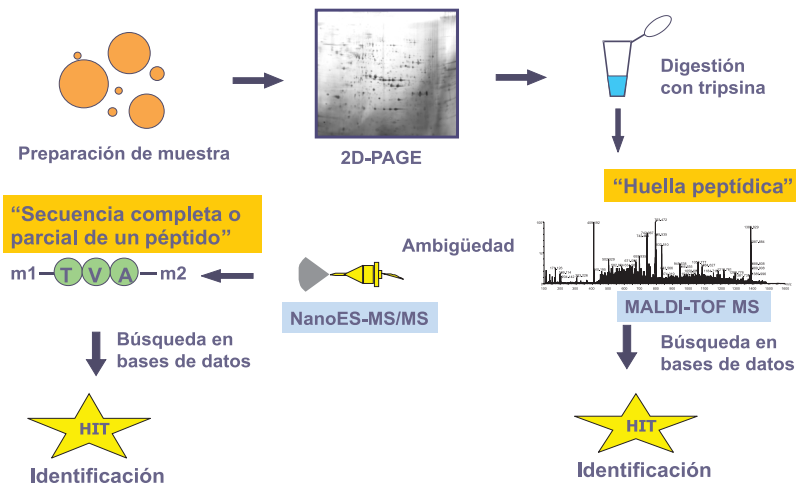 Preparación de muestra
2D-PAGE
Digestión
con tripsina
“Huella peptídica”
“Secuencia completa o
parcial de un péptido”
m1
T V A
m2
NanoES-MS/MS
Ambigüedad
MALDI-TOF MS
Búsqueda en
bases de datos
Búsqueda en
bases de datos
HIT
HIT
Identificación
Identificación